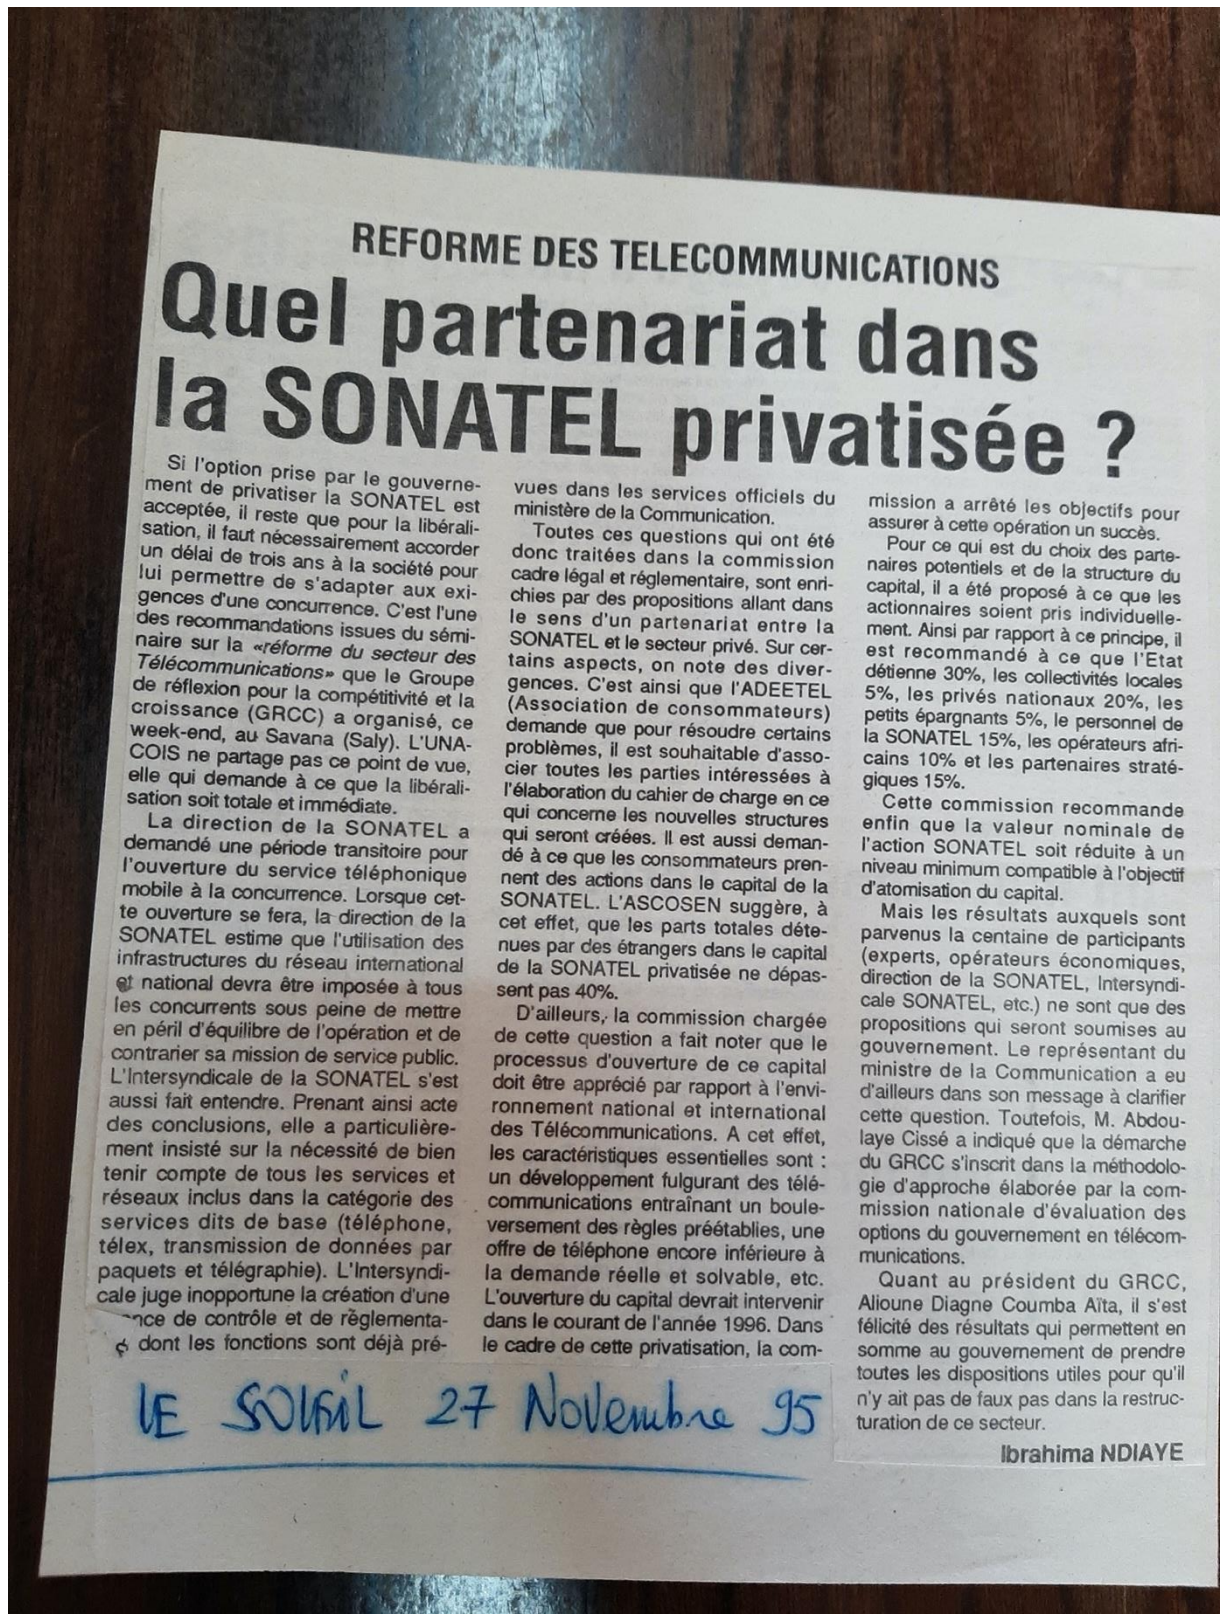 REFORME DES TELECOMMUNICATIONS
Quel partenariat dans
la SONATEL privatisée ?
Si l'option prise par le gouverne-
ment de privatiser la SONATEL est
acceptée, il reste que pour la libérali-
sation, il faut nécessairement accorder
un délai de trois ans à la société pour
lui permettre de s'adapter aux exi-
gences d'une concurrence. C'est l'une
des recommandations issues du sémi-
naire sur la «réforme du secteur des
Télécommunications» que le Groupe
de réflexion pour la compétitivité et la
croissance (GRCC) a organisé, ce
week-end, au Savana (Saly). L'UNA-
COIS ne partage pas ce point de vue,
elle qui demande à ce que la libérali-
sation soit totale et immédiate.
La direction de la SONATEL a
demandé une période transitoire pour
l'ouverture du service téléphonique
mobile à la concurrence. Lorsque cet-
te ouverture se fera, la direction de la
SONATEL estime que l'utilisation des
infrastructures du réseau international
et national devra être imposée à tous
les concurrents sous peine de mettre
en péril d'équilibre de l'opération et de
contrarier sa mission de service public.
L'Intersyndicale de la SONATEL s'est
aussi fait entendre. Prenant ainsi acte
des conclusions, elle a particulière-
ment insisté sur la nécessité de bien
tenir compte de tous les services et
réseaux inclus dans la catégorie des
services dits de base (téléphone,
télex, transmission de données par
paquets et télégraphie). L'Intersyndi-
cale juge inopportune la création d'une
nce de contrôle et de règlementa-
dont les fonctions sont déjà pré-
vues dans les services officiels du
ministère de la Communication.
Toutes ces questions qui ont été
donc traitées dans la commission
cadre légal et réglementaire, sont enri-
chies par des propositions allant dans
le sens d'un partenariat entre la
SONATEL et le secteur privé. Sur cer-
tains aspects, on note des diver-
gences. C'est ainsi que l'ADEETEL
(Association de consommateurs)
demande que pour résoudre certains
problèmes, il est souhaitable d'asso-
cier toutes les parties intéressées à
l'élaboration du cahier de charge en ce
qui concerne les nouvelles structures
qui seront créées. Il est aussi deman-
dé à ce que les consommateurs pren-
nent des actions dans le capital de la
SONATEL. L'ASCOSEN suggère, à
cet effet, que les parts totales déte-
nues par des étrangers dans le capital
de la SONATEL privatisée ne dépas-
sent pas 40%.
D'ailleurs, la commission chargée
de cette question a fait noter que le
processus d'ouverture de ce capital
doit être apprécié par rapport à l'envi-
ronnement national et international
des Télécommunications. A cet effet,
les caractéristiques essentielles sont :
un développement fulgurant des télé-
communications entraînant un boule-
versement des règles préétablies, une
offre de téléphone encore inférieure à
la demande réelle et solvable, etc.
L'ouverture du capital devrait intervenir
dans le courant de l'année 1996. Dans
le cadre de cette privatisation, la com-
mission a arrêté les objectifs pour
assurer à cette opération un succès.
Pour ce qui est du choix des parte-
naires potentiels et de la structure du
capital, il a été proposé à ce que les
actionnaires soient pris individuelle-
ment. Ainsi par rapport à ce principe, il
est recommandé à ce que l'Etat
détienne 30%, les collectivités locales
5%, les privés nationaux 20%, les
petits épargnants 5%, le personnel de
la SONATEL 15%, les opérateurs afri-
cains 10% et les partenaires straté-
giques 15%.
Cette commission recommande
enfin que la valeur nominale de
l'action SONATEL soit réduite à un
niveau minimum compatible à l'objectif
d'atomisation du capital.
Mais les résultats auxquels sont
parvenus la centaine de participants
(experts, opérateurs économiques,
direction de la SONATEL, Intersyndi-
cale SONATEL, etc.) ne sont que des
propositions qui seront soumises au
gouvernement. Le représentant du
ministre de la Communication a eu
d'ailleurs dans son message à clarifier
cette question. Toutefois, M. Abdou-
laye Cissé a indiqué que la démarche
du GRCC s'inscrit dans la méthodolo-
gie d'approche élaborée par la com-
mission nationale d'évaluation des
options du gouvernement en télécom-
munications.
Quant au président du GRCC,
Alioune Diagne Coumba Aïta, il s'est
félicité des résultats qui permettent en
somme au gouvernement de prendre
toutes les dispositions utiles pour qu'il
n'y ait pas de faux pas dans la restruc-
turation de ce secteur.
Ibrahima NDIAYE
LE SOLEIL 27 Novembre 95